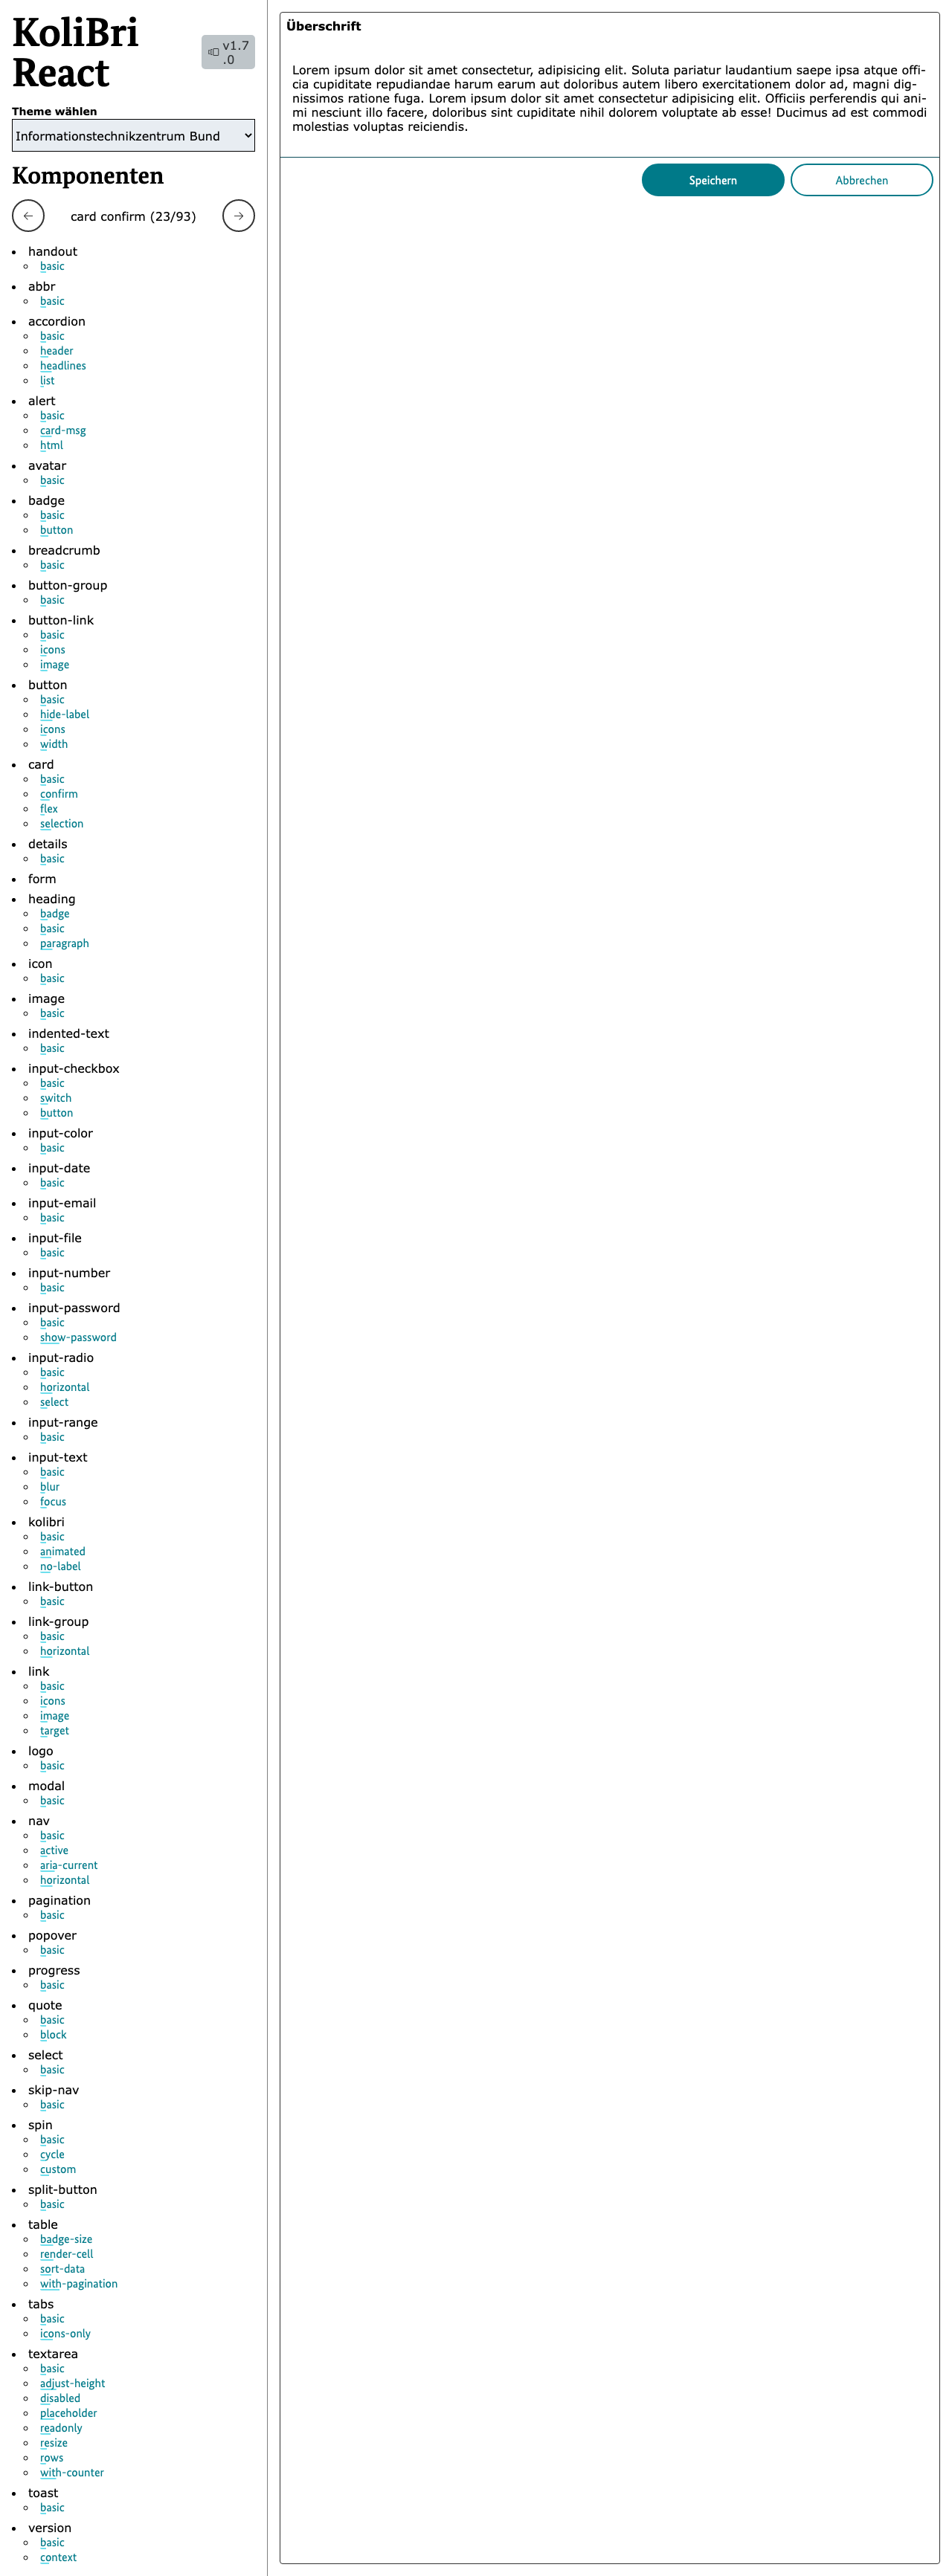 KoliBri
React
v1.7
.0
Theme wählen
Informationstechnikzentrum Bund
Komponenten
card confirm (23/93)
handout
basic
abbr
basic
accordion
basic
header
headlines
list
alert
basic
card-msg
html
avatar
basic
badge
basic
button
breadcrumb
basic
button-group
basic
button-link
basic
icons
image
button
basic
hide-label
icons
width
card
basic
confirm
flex
selection
details
basic
form
heading
badge
basic
paragraph
icon
basic
image
basic
indented-text
basic
input-checkbox
basic
switch
button
input-color
basic
input-date
basic
input-email
basic
input-file
basic
input-number
basic
input-password
basic
show-password
input-radio
basic
horizontal
select
input-range
basic
input-text
basic
blur
focus
kolibri
basic
animated
no-label
link-button
basic
link-group
basic
horizontal
link
basic
icons
image
target
logo
basic
modal
basic
nav
basic
active
aria-current
horizontal
pagination
basic
popover
basic
progress
basic
quote
basic
block
select
basic
skip-nav
basic
spin
basic
cycle
custom
split-button
basic
table
badge-size
render-cell
sort-data
with-pagination
tabs
basic
icons-only
textarea
basic
adjust-height
disabled
placeholder
readonly
resize
rows
with-counter
toast
basic
version
basic
context
Überschrift
Lorem ipsum dolor sit amet consectetur, adipisicing elit. Soluta pariatur laudantium saepe ipsa atque offi-
cia cupiditate repudiandae harum earum aut doloribus autem libero exercitationem dolor ad, magni dig-
nissimos ratione fuga. Lorem ipsum dolor sit amet consectetur adipisicing elit. Officiis perferendis qui ani-
mi nesciunt illo facere, doloribus sint cupiditate nihil dolorem voluptate ab esse! Ducimus ad est commodi
molestias voluptas reiciendis.
Speichern
Abbrechen